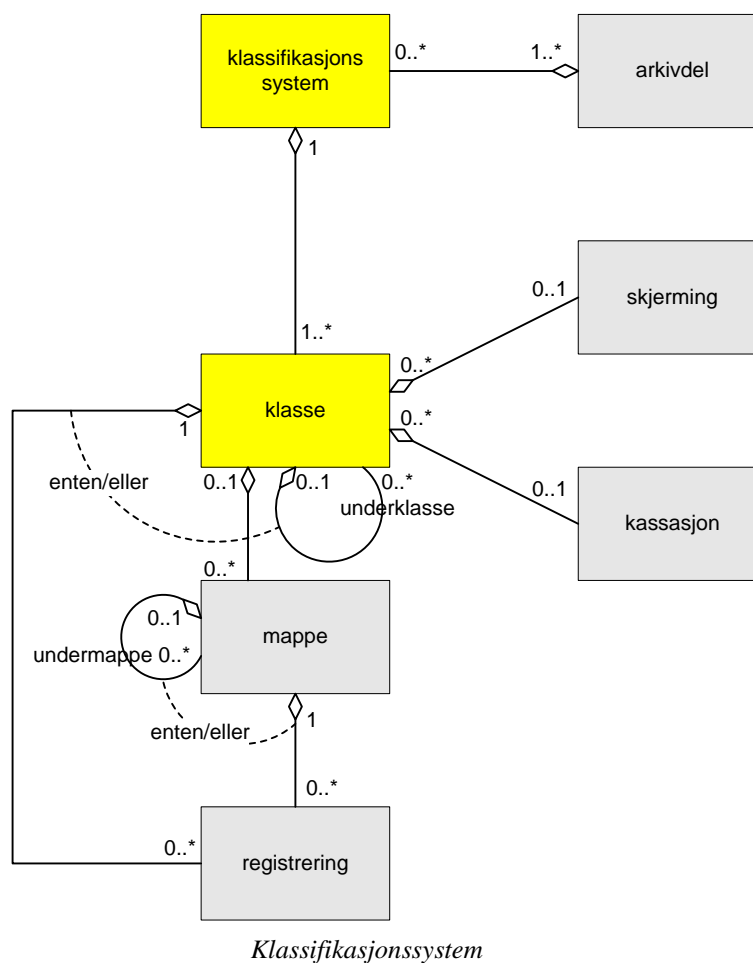 klassifikasjons
system
0..*
1..*
arkivdel
1
0..1
skjerming
1..*
0..*
klasse
1
0..*
enten/eller
0..1
0..1
0..*
underklasse
0..1
kassasjon
0..*
0..1
mappe
undermappe 0..*
enten/eller
1
0..*
0..*
registrering
Klassifikasjonssystem